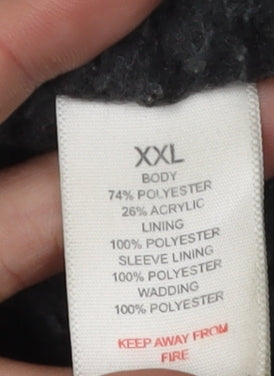 XXL
BODY
74% POLYESTER
26% ACRYLIC
LINING
100% POLYESTER
SLEEVE LINING
100% POLYESTER
WADDING
100% POLYESTER
KEEP AWAY FROM
FIRE